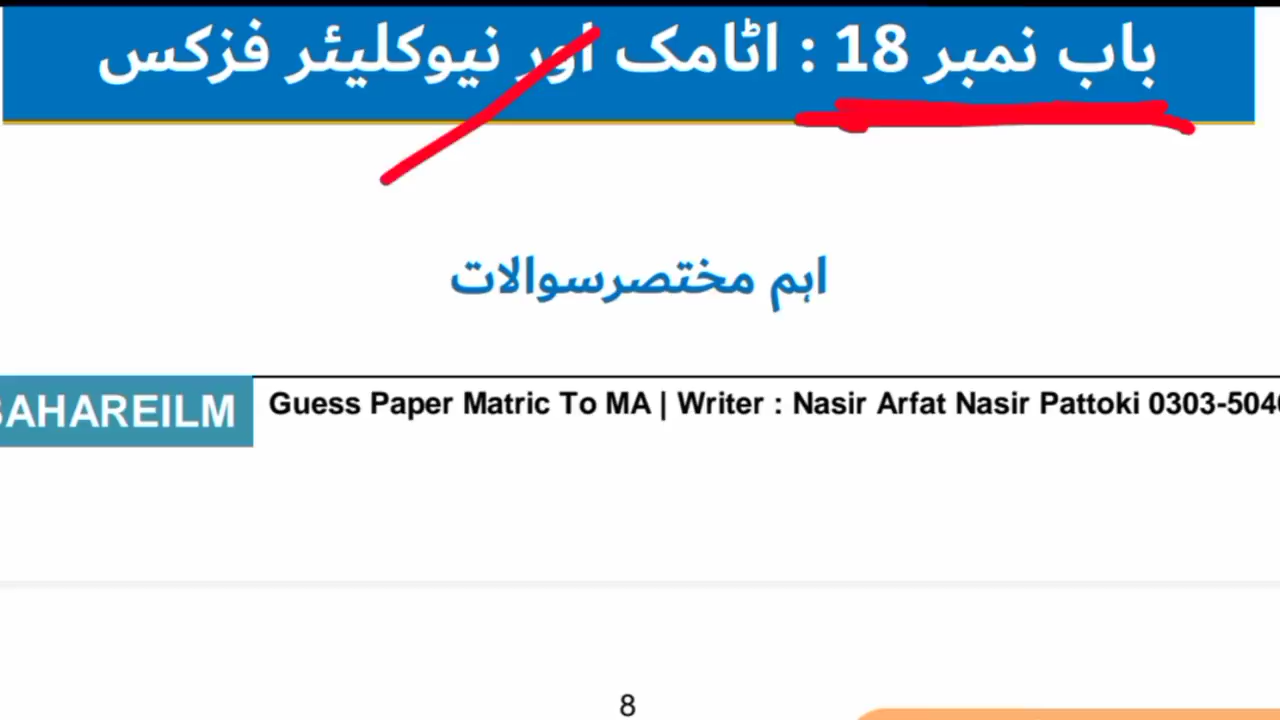 باب نمبر 18 : اٹامک اور نیوکلیئر فزکس
اہم مختصرسوالات
BAHAREILM
Guess Paper Matric To MA | Writer : Nasir Arfat Nasir Pattoki 0303-504
8